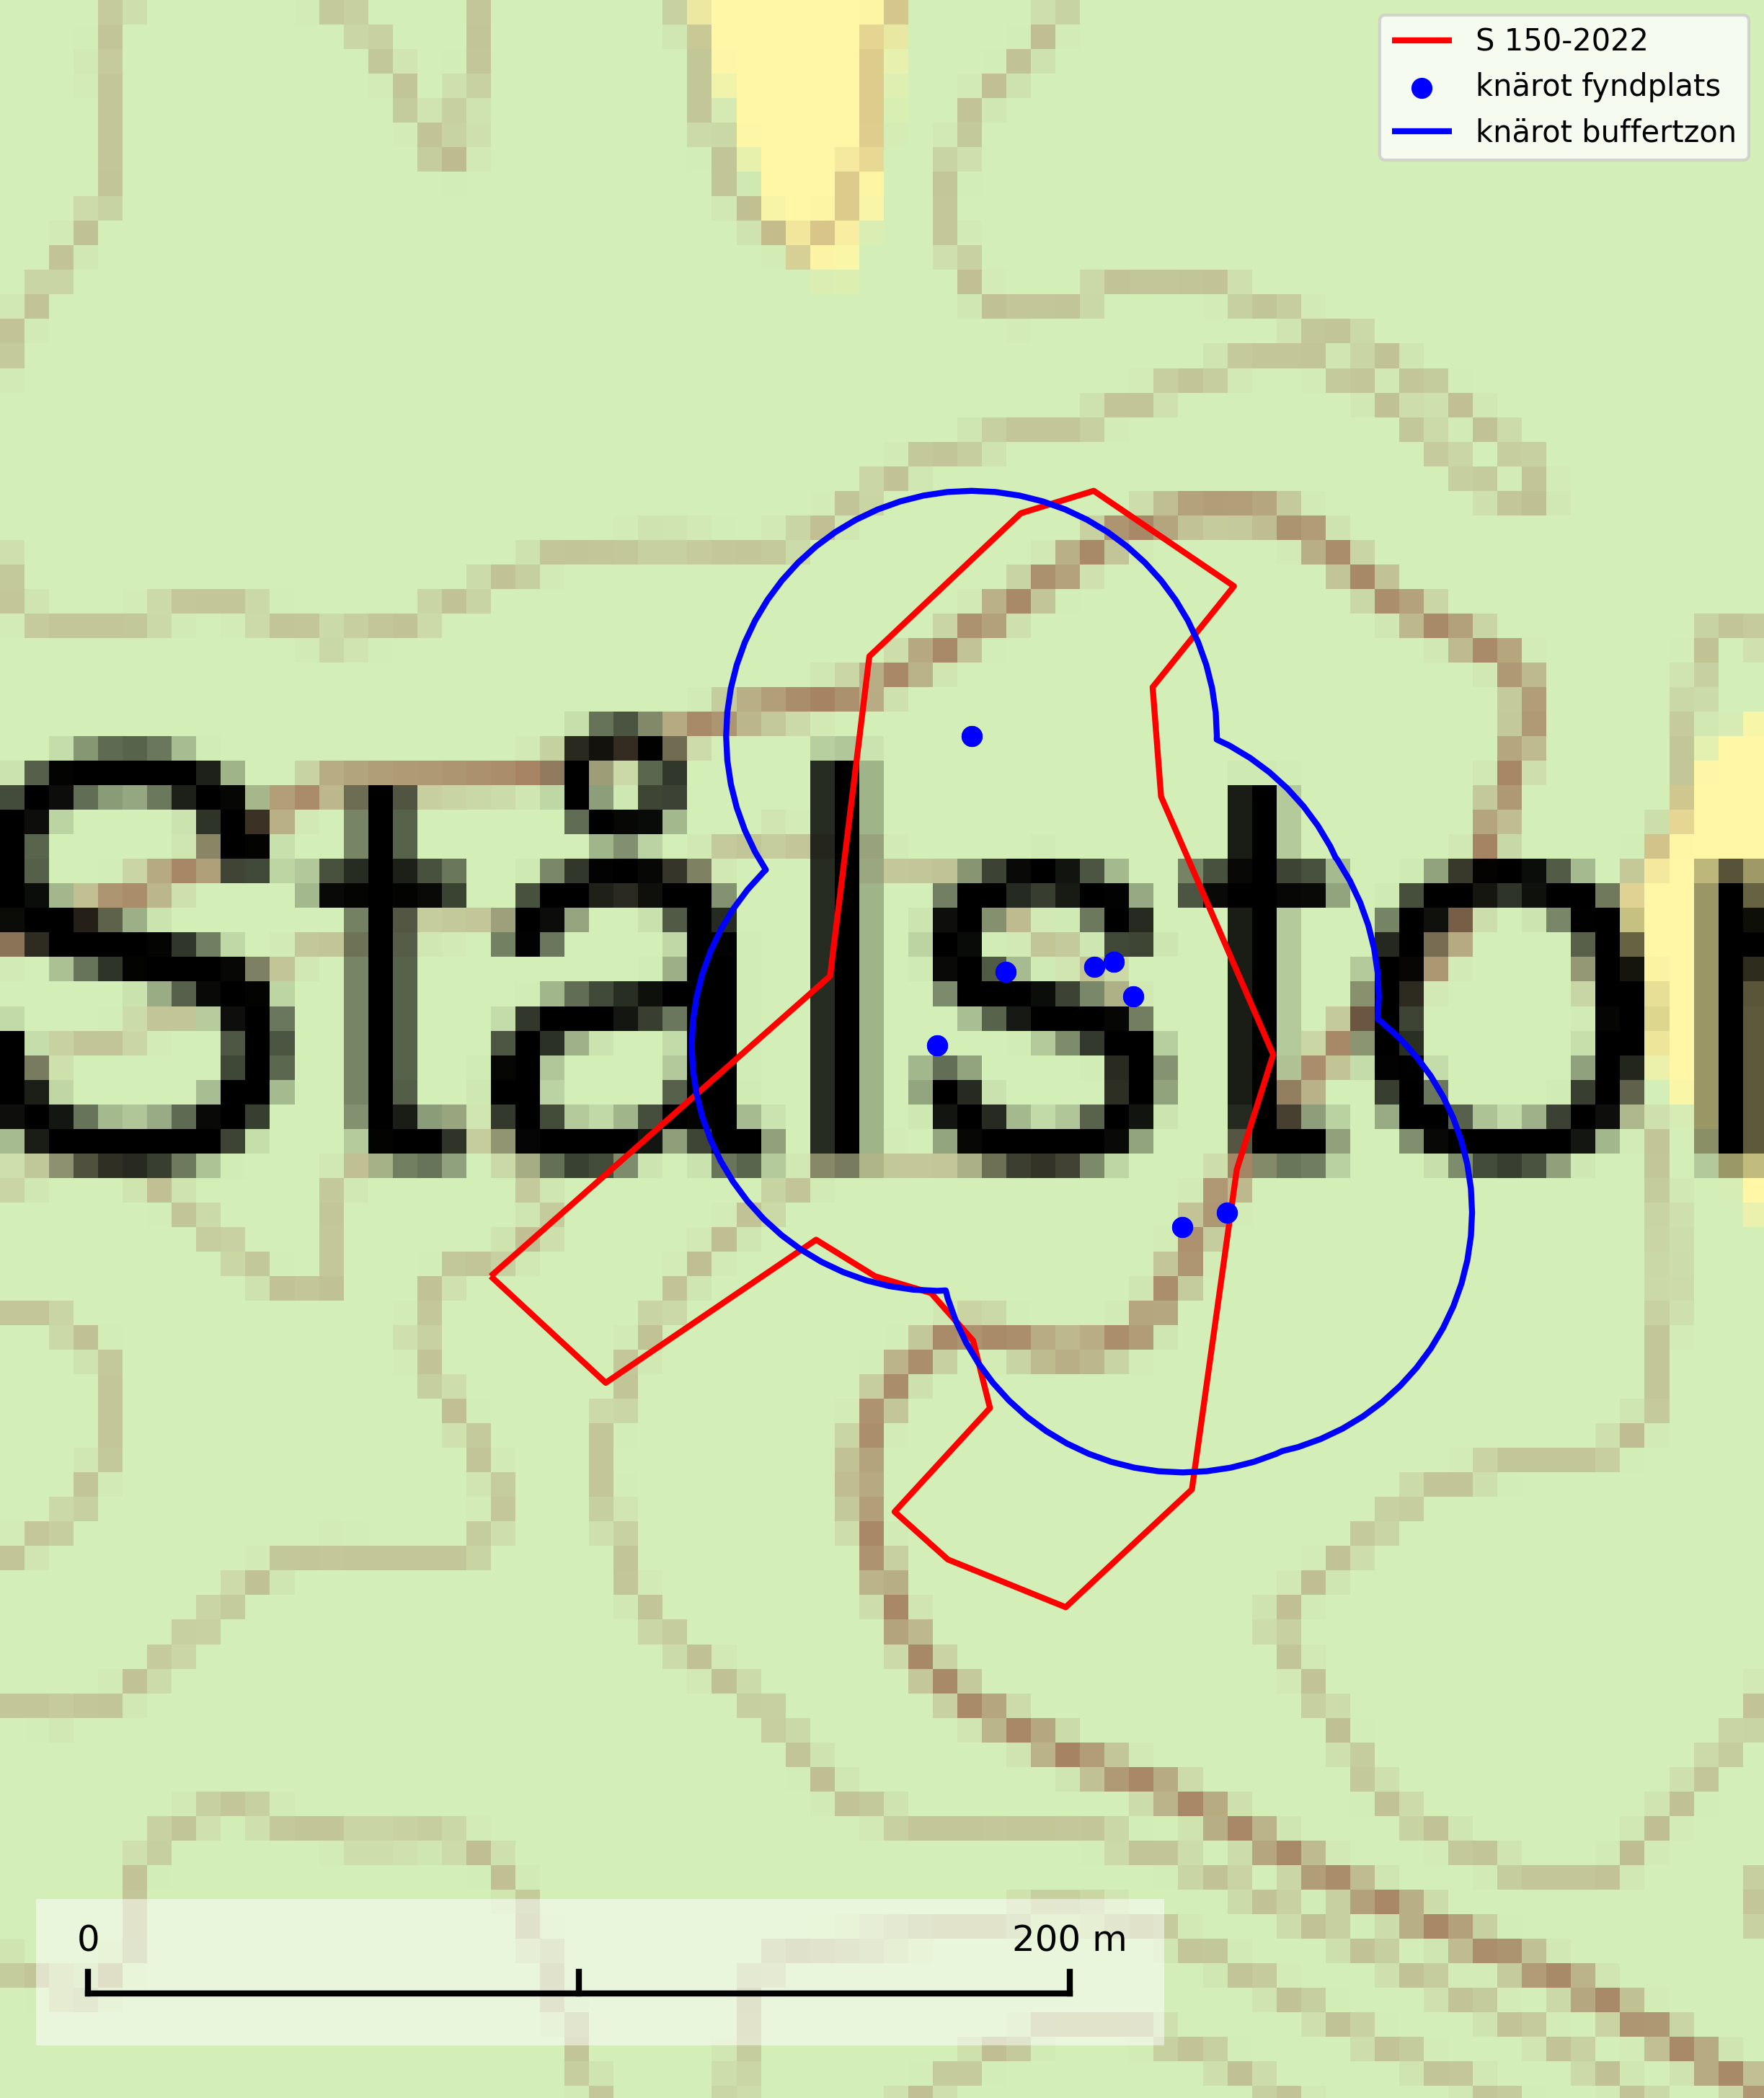 S 150-2022
knärot fyndplats
knärot buffertzon
Stålsto
0 200 m